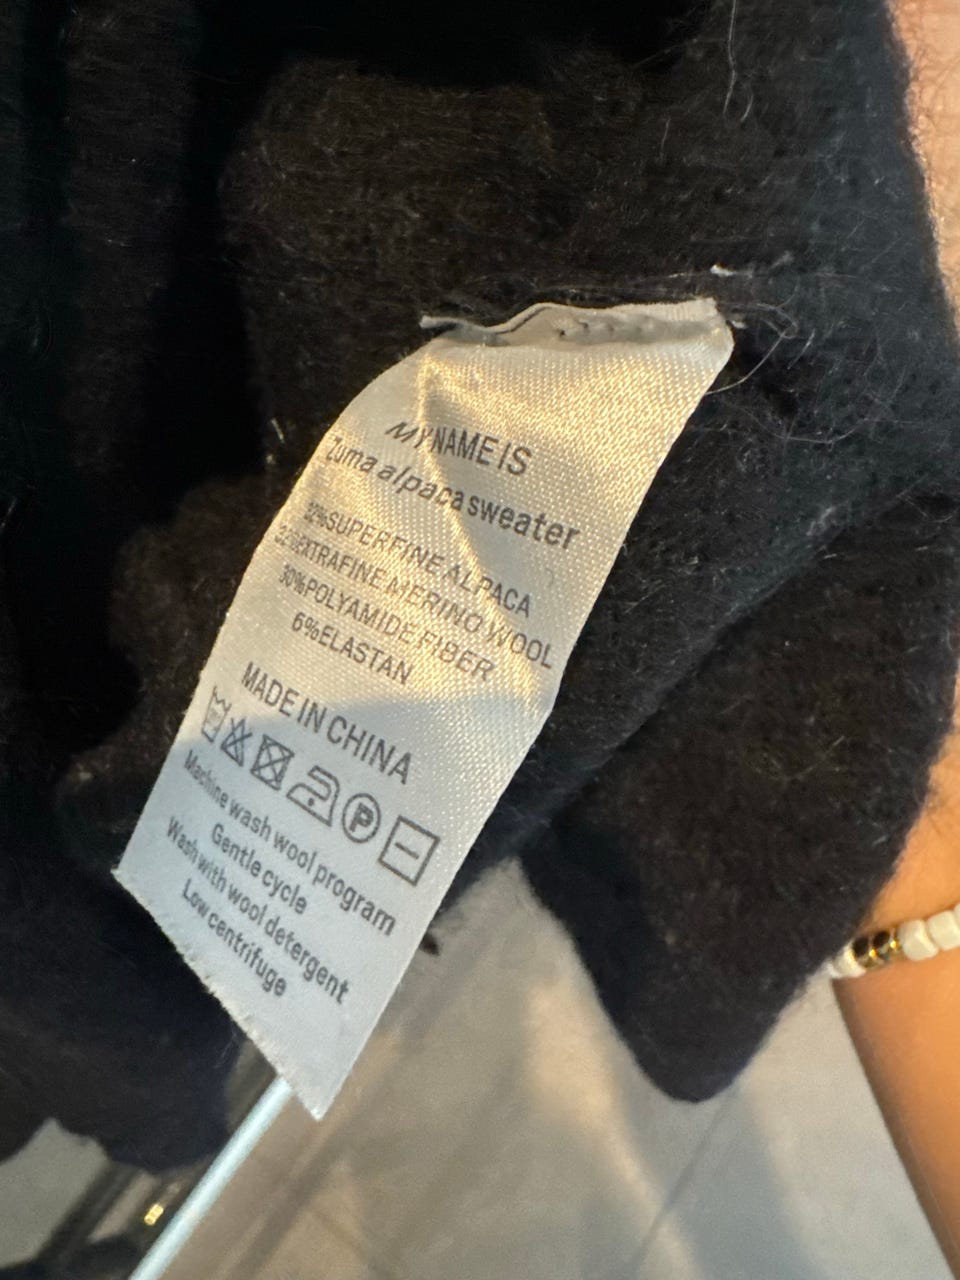 MY NAME IS
Zuma alpaca sweater
32%SUPERFINE ALPACA
32%EXTRAFINE MERINO WOOL
30%POLYAMIDE FIBER
6%ELASTAN
MADE IN CHINA
P
Machine wash wool program
Gentle cycle
Wash with wool detergent
Low centrifuge